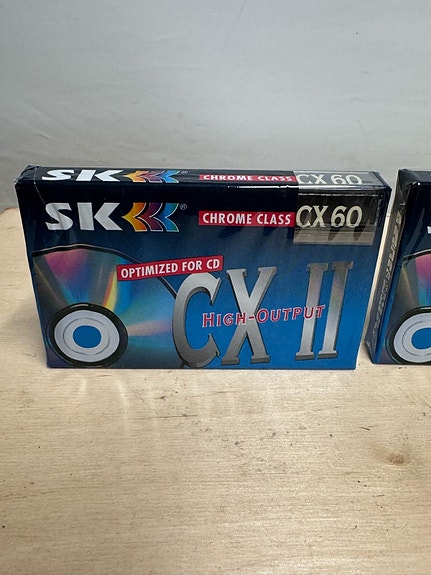 SK® CHROME CLASS CX 60
SK® CHROME CLASS CX 60
OPTIMIZED FOR CD
CX II
HIGH-OUTPUT